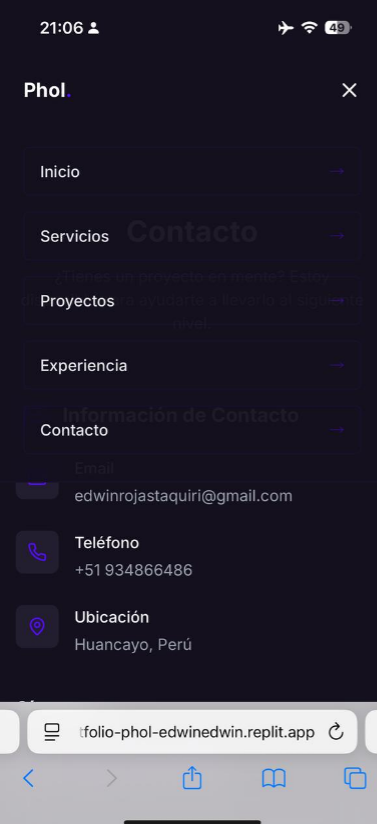 21:06
49
Phol.
Inicio →
Servicios →
Contacto
¿Tienes un proyecto en mente? Estoy
Proyectos →
para ayudarte a llevarlo al siguiente
nivel.
Experiencia →
Información de Contacto
Contacto →
Email
edwinrojastaquiri@gmail.com
Teléfono
+51 934866486
Ubicación
Huancayo, Perú
tfolio-phol-edwinedwin.replit.app